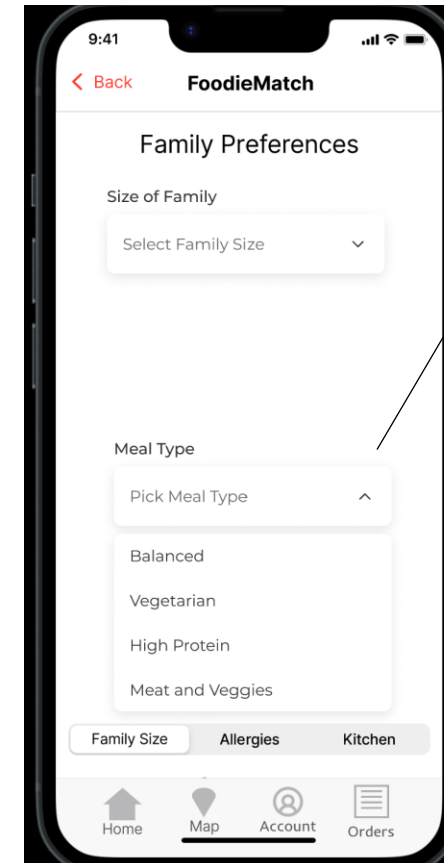 9:41
Back FoodieMatch
Family Preferences
Size of Family
Select Family Size
Meal Type
Pick Meal Type
Balanced
Vegetarian
High Protein
Meat and Veggies
Family Size Allergies Kitchen
Home Map Account Orders